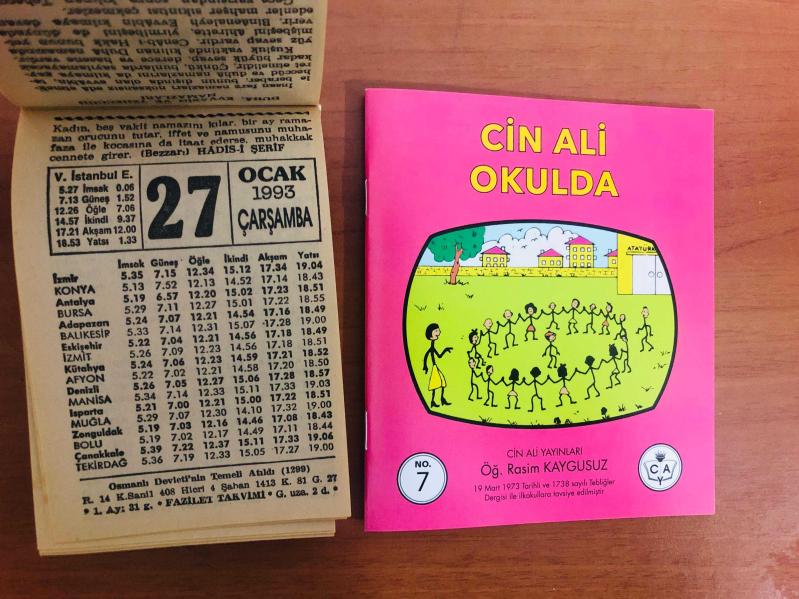 DUHA, EVVÂBİN VE TEHECCÜD
NAMAZLARI
Kadın, beş vakit namazını kılar, bir ay rama-
zan orucunu tutar, iffet ve namusunu muha-
faza ile kocasına da itaat ederse, muhakkak
cennete girer. (Bezzar) HADİS-İ ŞERİF
V. İstanbul E.
5.27 İmsak 0.06
7.13 Güneş 1.52
12.26 Öğle 7.06
14.57 İkindi 9.37
17.21 Akşam 12.00
18.53 Yatsı 1.33
27
OCAK
1993
ÇARŞAMBA
İmsak Güneş Öğle İkindi Akşam Yatsı
İzmir 5.35 7.15 12.34 15.12 17.34 19.04
KONYA 5.13 7.52 12.13 14.52 17.14 18.43
Antalya 5.19 6.57 12.20 15.02 17.23 18.51
BURSA 5.29 7.11 12.27 15.01 17.22 18.55
Adapazarı 5.24 7.07 12.21 14.54 17.16 18.49
BALIKESİR 5.33 7.14 12.31 15.07 17.28 19.00
Eskişehir 5.22 7.04 12.21 14.56 17.18 18.49
İZMİT 5.26 7.09 12.23 14.56 17.18 18.51
Kütahya 5.24 7.06 12.23 14.59 17.21 18.52
AFYON 5.22 7.02 12.21 14.58 17.20 18.50
Denizli 5.26 7.05 12.27 15.06 17.28 18.57
MANİSA 5.34 7.14 12.33 15.11 17.33 19.03
Isparta 5.21 7.00 12.21 15.00 17.22 18.51
MUĞLA 5.29 7.07 12.30 14.10 17.32 19.00
Zonguldak 5.19 7.03 12.16 14.46 17.08 18.43
BOLU 5.19 7.02 12.17 14.49 17.11 18.44
Çanakkale 5.39 7.22 12.37 15.11 17.33 19.06
TEKİRDAĞ 5.36 7.19 12.33 15.05 17.27 19.00
Osmanlı Devleti'nin Temeli Atıldı (1299)
R. 14 K.Sani1 408 Hicri 4 Şaban 1413 K. 81 G. 27
• 1. Ay: 31 g. • FAZİLET TAKVİMİ • G. uza. 2 d. •
CİN ALİ
OKULDA
ATATÜRK
NO.
7
CİN ALİ YAYINLARI
Öğ. Rasim KAYGUSUZ
19 Mart 1973 Tarihli ve 1738 sayılı Tebliğler
Dergisi ile ilkokullara tavsiye edilmiştir
C A
Y